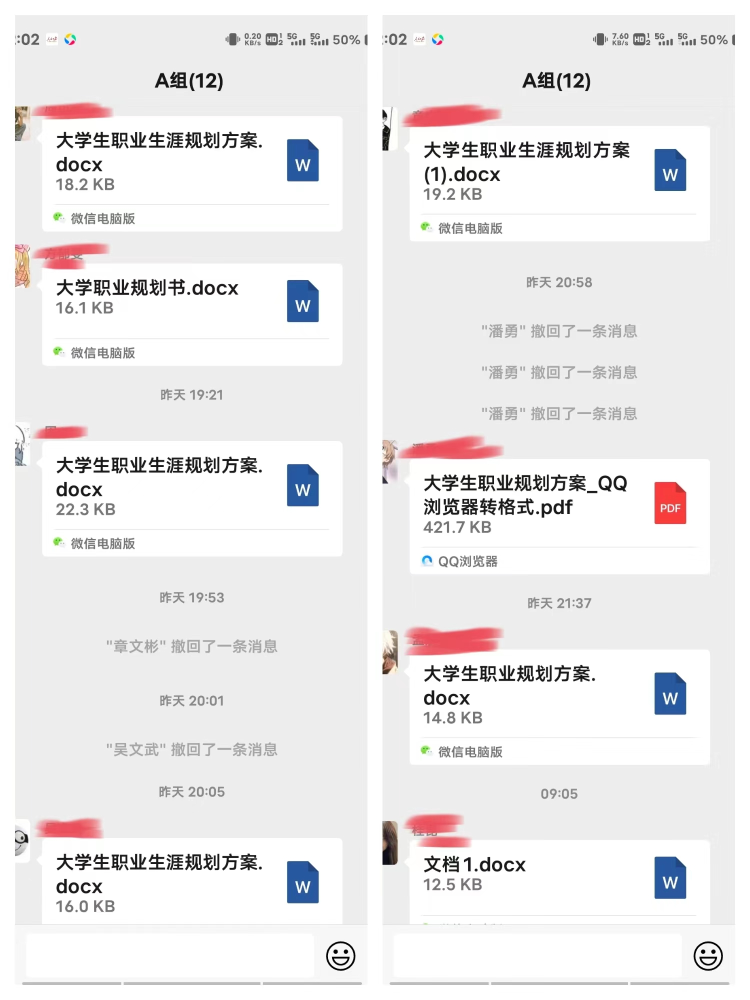 :02
0.20
KB/s
HD 1
2
5G
5G
50%
A组(12)
大学生职业生涯规划方案.
docx
18.2 KB
W
微信电脑版
大学职业规划书.docx
16.1 KB
W
微信电脑版
昨天 19:21
大学生职业生涯规划方案.
docx
22.3 KB
W
微信电脑版
昨天 19:53
"章文彬" 撤回了一条消息
昨天 20:01
"吴文武" 撤回了一条消息
昨天 20:05
大学生职业生涯规划方案.
docx
16.0 KB
W
:02
7.60
KB/s
HD 1
2
5G
5G
50%
A组(12)
大学生职业生涯规划方案
(1).docx
19.2 KB
W
微信电脑版
昨天 20:58
"潘勇" 撤回了一条消息
"潘勇" 撤回了一条消息
"潘勇" 撤回了一条消息
大学生职业规划方案_QQ
浏览器转格式.pdf
421.7 KB
PDF
QQ浏览器
昨天 21:37
大学生职业规划方案.
docx
14.8 KB
W
微信电脑版
09:05
文档1.docx
12.5 KB
W